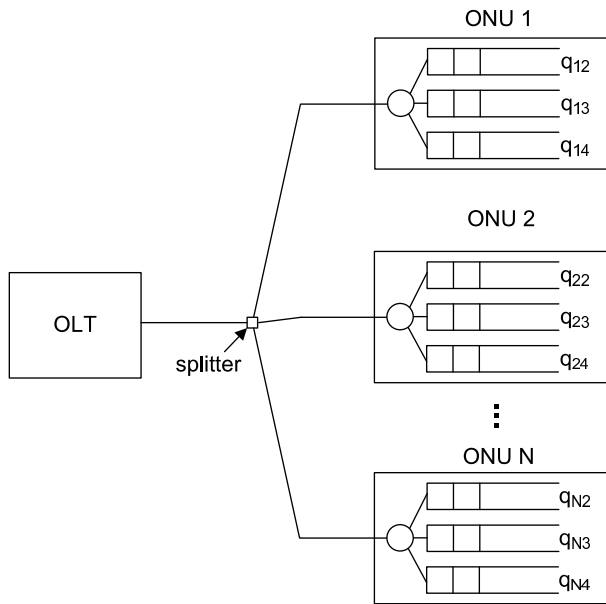 ONU 1
q12
q13
q14
ONU 2
q22
q23
q24
OLT
splitter
ONU N
qN2
qN3
qN4